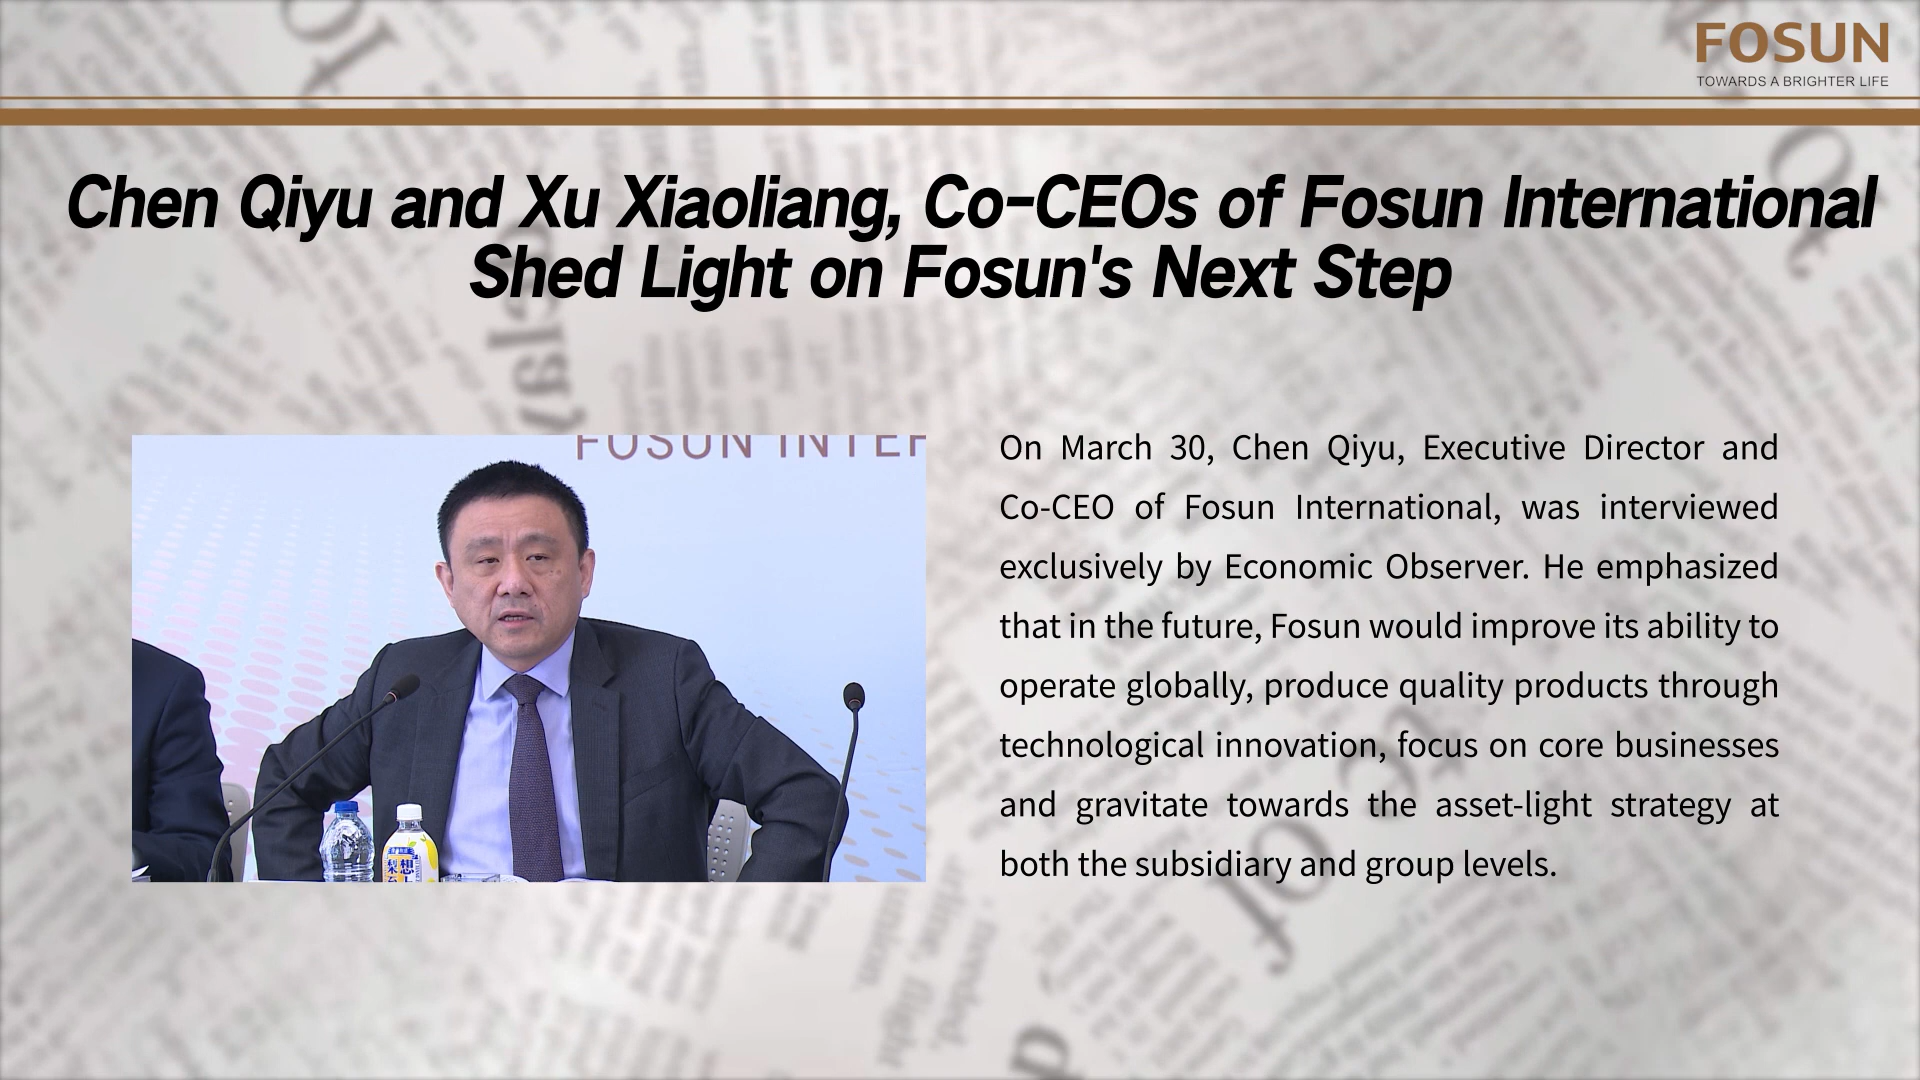 FOSUN
TOWARDS A BRIGHTER LIFE
Chen Qiyu and Xu Xiaoliang, Co-CEOs of Fosun International
Shed Light on Fosun's Next Step
FOSUN INTER
On March 30, Chen Qiyu, Executive Director and
Co-CEO of Fosun International, was interviewed
exclusively by Economic Observer. He emphasized
that in the future, Fosun would improve its ability to
operate globally, produce quality products through
technological innovation, focus on core businesses
and gravitate towards the asset-light strategy at
both the subsidiary and group levels.